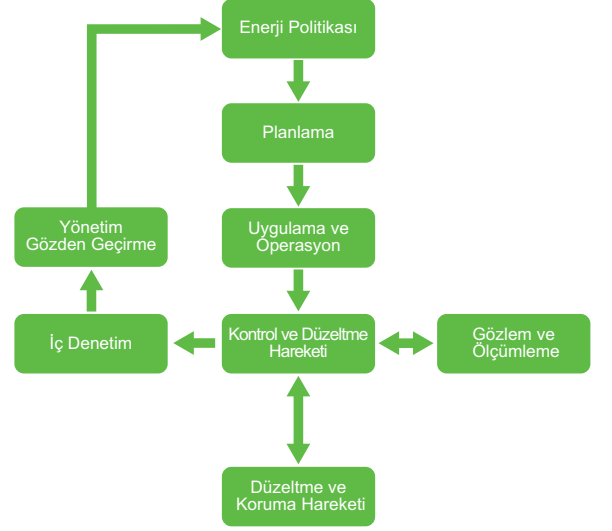 Enerji Politikası
Planlama
Uygulama ve
Operasyon
Yönetim
Gözden Geçirme
İç Denetim
Kontrol ve Düzeltme
Hareketi
Gözlem ve
Ölçümleme
Düzeltme ve
Koruma Hareketi